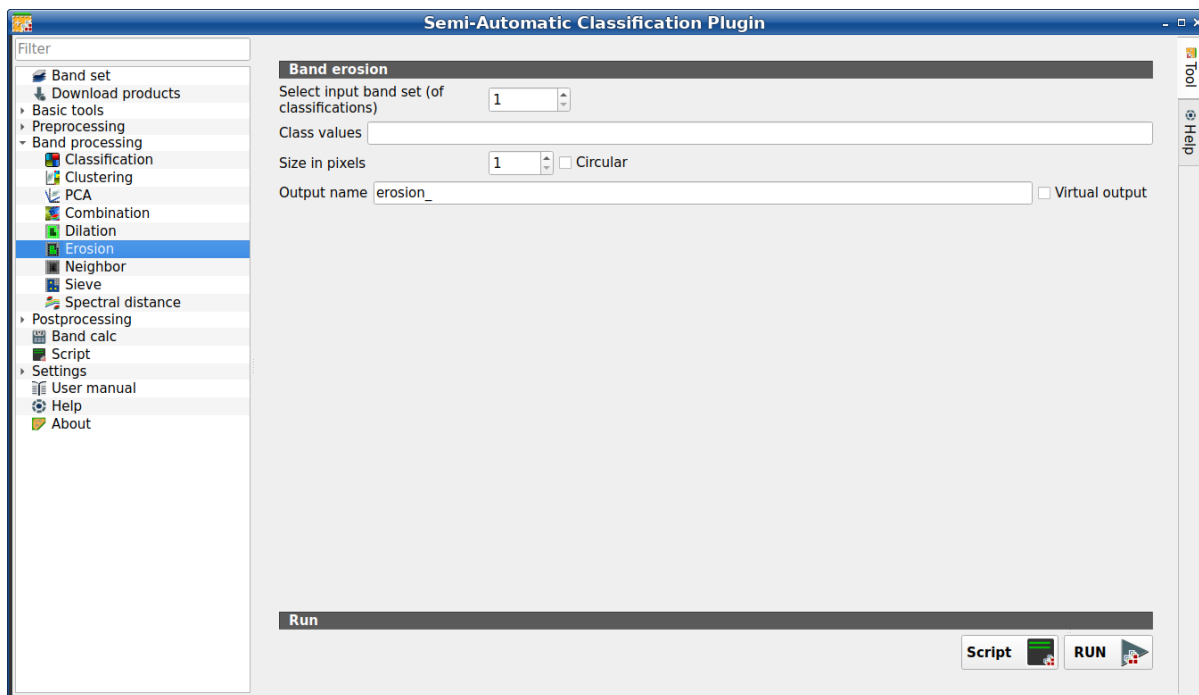 Semi-Automatic Classification Plugin
Filter
Band set
Download products
Basic tools
Preprocessing
Band processing
Classification
Clustering
PCA
Combination
Dilation
Erosion
Neighbor
Sieve
Spectral distance
Postprocessing
Band calc
Script
Settings
User manual
Help
About
Band erosion
Select input band set (of
classifications) 1
Class values
Size in pixels 1 Circular
Output name erosion_ Virtual output
Run
Script RUN
Tool
Help